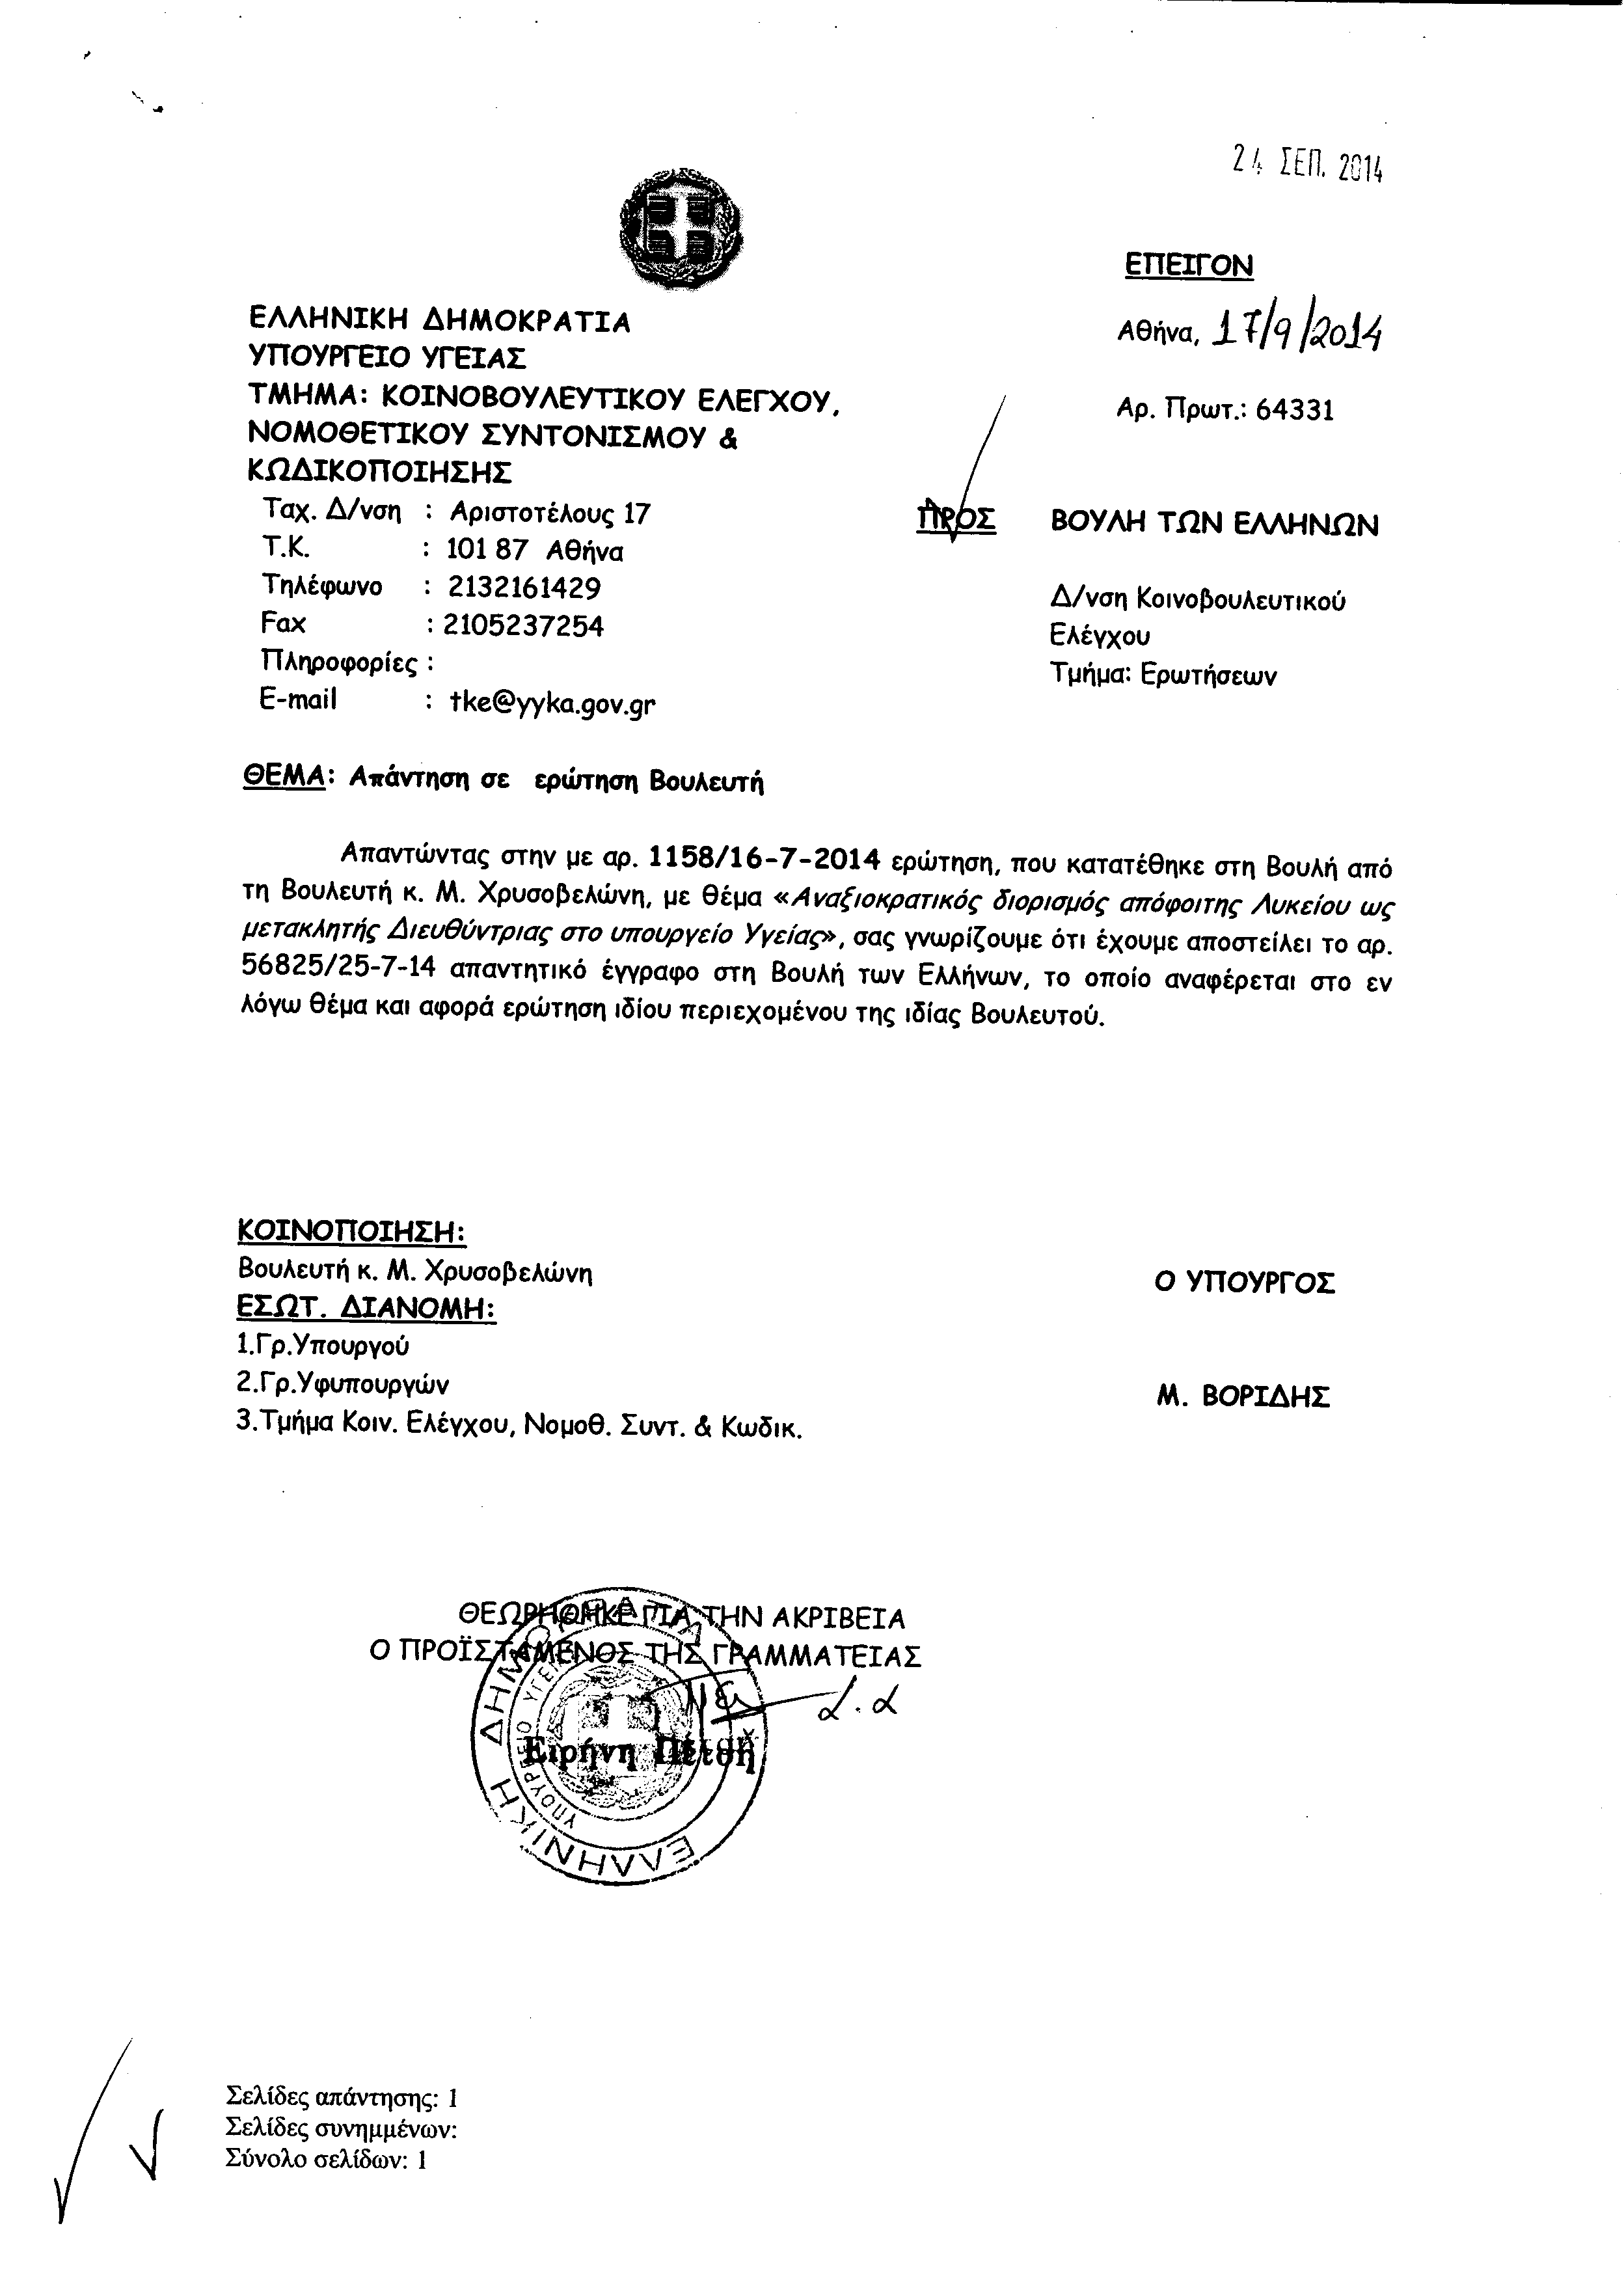 24 ΣΕΠ. 2014
ΕΠΕΙΓΟΝ
ΕΛΛΗΝΙΚΗ ΔΗΜΟΚΡΑΤΙΑ
ΥΠΟΥΡΓΕΙΟ ΥΓΕΙΑΣ
ΤΜΗΜΑ: ΚΟΙΝΟΒΟΥΛΕΥΤΙΚΟΥ ΕΛΕΓΧΟΥ,
ΝΟΜΟΘΕΤΙΚΟΥ ΣΥΝΤΟΝΙΣΜΟΥ &
ΚΩΔΙΚΟΠΟΙΗΣΗΣ
Ταχ. Δ/νση : Αριστοτέλους 17
Τ.Κ. : 101 87 Αθήνα
Τηλέφωνο : 2132161429
Fax : 2105237254
Πληροφορίες :
E-mail : tke@yyka.gov.gr
Αθήνα, 17/9/2014
Αρ. Πρωτ.: 64331
ΠΡΟΣ ΒΟΥΛΗ ΤΩΝ ΕΛΛΗΝΩΝ
Δ/νση Κοινοβουλευτικού
Ελέγχου
Τμήμα: Ερωτήσεων
ΘΕΜΑ: Απάντηση σε ερώτηση Βουλευτή
Απαντώντας στην με αρ. 1158/16-7-2014 ερώτηση, που κατατέθηκε στη Βουλή από
τη Βουλευτή κ. Μ. Χρυσοβελώνη, με θέμα «Αναξιοκρατικός διορισμός απόφοιτης Λυκείου ως
μετακλητής Διευθύντριας στο υπουργείο Υγείας», σας γνωρίζουμε ότι έχουμε αποστείλει το αρ.
56825/25-7-14 απαντητικό έγγραφο στη Βουλή των Ελλήνων, το οποίο αναφέρεται στο εν
λόγω θέμα και αφορά ερώτηση ιδίου περιεχομένου της ιδίας Βουλευτού.
ΚΟΙΝΟΠΟΙΗΣΗ:
Βουλευτή κ. Μ. Χρυσοβελώνη
ΕΣΩΤ. ΔΙΑΝΟΜΗ:
1.Γρ.Υπουργού
2.Γρ.Υφυπουργών
3.Τμήμα Κοιν. Ελέγχου, Νομοθ. Συντ. & Κωδικ.
Ο ΥΠΟΥΡΓΟΣ
Μ. ΒΟΡΙΔΗΣ
ΘΕΩΡΗΘΗΚΕ ΓΙΑ ΤΗΝ ΑΚΡΙΒΕΙΑ
Ο ΠΡΟΪΣΤΑΜΕΝΟΣ ΤΗΣ ΓΡΑΜΜΑΤΕΙΑΣ
α.α
Ειρήνη
ΕΛΛΗΝΙΚΗ ΔΗΜΟΚΡΑΤΙΑ
ΥΠΟΥΡΓΕΙΟ ΥΓΕΙΑΣ
Σελίδες απάντησης: 1
Σελίδες συνημμένων:
Σύνολο σελίδων: 1